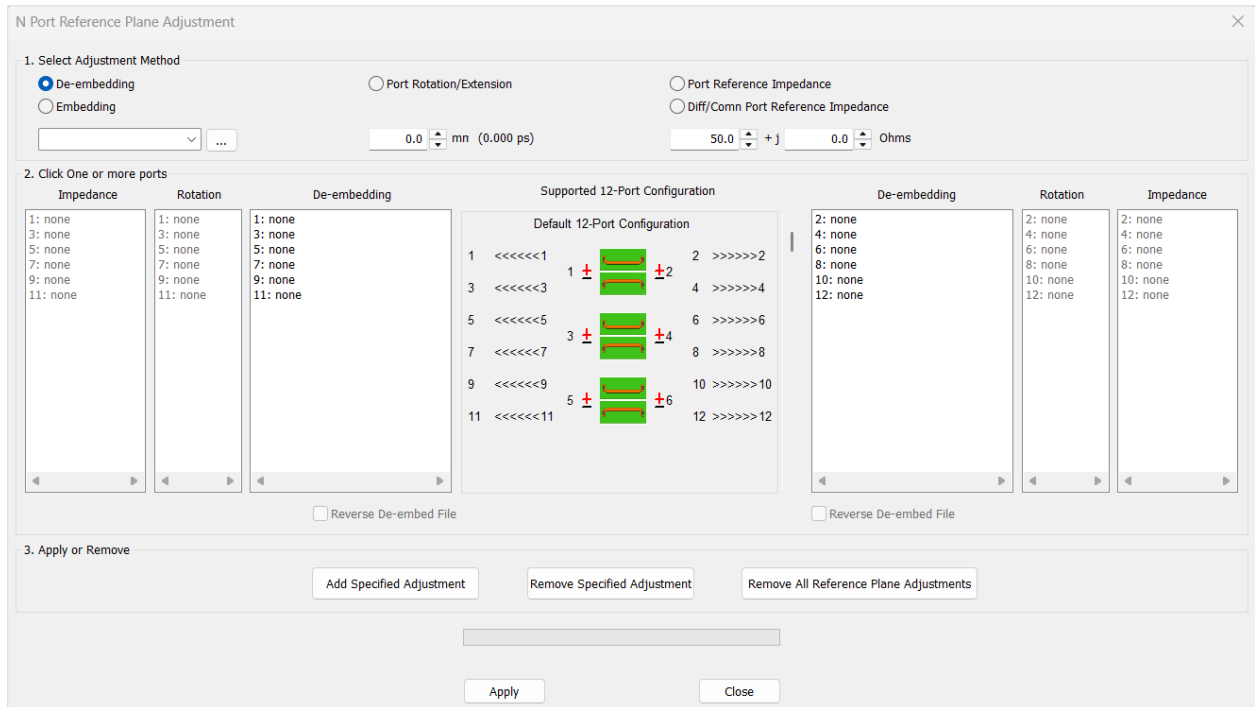 N Port Reference Plane Adjustment
1. Select Adjustment Method
De-embedding
Port Rotation/Extension
Port Reference Impedance
Embedding
Diff/Comn Port Reference Impedance
...
0.0 mn (0.000 ps)
50.0 +j 0.0 Ohms
2. Click One or more ports
Impedance
Rotation
De-embedding
Supported 12-Port Configuration
De-embedding
Rotation
Impedance
1: none
3: none
5: none
7: none
9: none
11: none
1: none
3: none
5: none
7: none
9: none
11: none
1: none
3: none
5: none
7: none
9: none
11: none
Default 12-Port Configuration
1 <<<<<<1 2 >>>>>>2
1 ± ±2
3 <<<<<<3 4 >>>>>>4
5 <<<<<<5 6 >>>>>>6
3 ± ±4
7 <<<<<<7 8 >>>>>>8
9 <<<<<<9 10 >>>>>>10
5 ± ±6
11 <<<<<<11 12 >>>>>>12
2: none
4: none
6: none
8: none
10: none
12: none
2: none
4: none
6: none
8: none
10: none
12: none
2: none
4: none
6: none
8: none
10: none
12: none
Reverse De-embed File
Reverse De-embed File
3. Apply or Remove
Add Specified Adjustment
Remove Specified Adjustment
Remove All Reference Plane Adjustments
Apply
Close